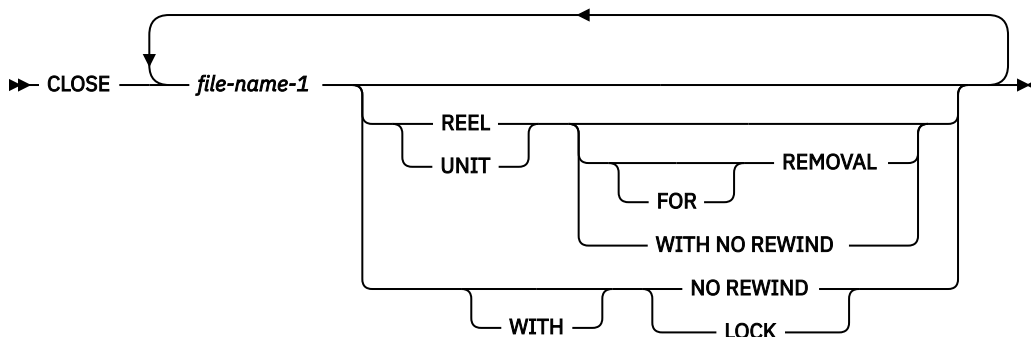 CLOSE file-name-1
REEL
UNIT
REMOVAL
FOR
WITH NO REWIND
NO REWIND
WITH
LOCK